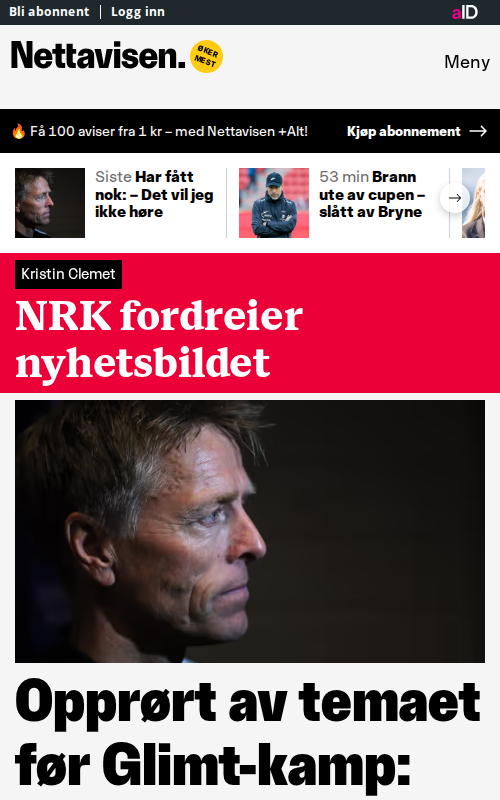 Bli abonnent
Logg inn
aID
Nettavisen.
ØKER
MEST
Meny
🔥 Få 100 aviser fra 1 kr – med Nettavisen +Alt!
Kjøp abonnement →
Siste Har fått
nok: – Det vil jeg
ikke høre
53 min Brann
ute av cupen –
slått av Bryne
Kristin Clemet
NRK fordreier
nyhetsbildet
Opprørt av temaet
før Glimt-kamp: